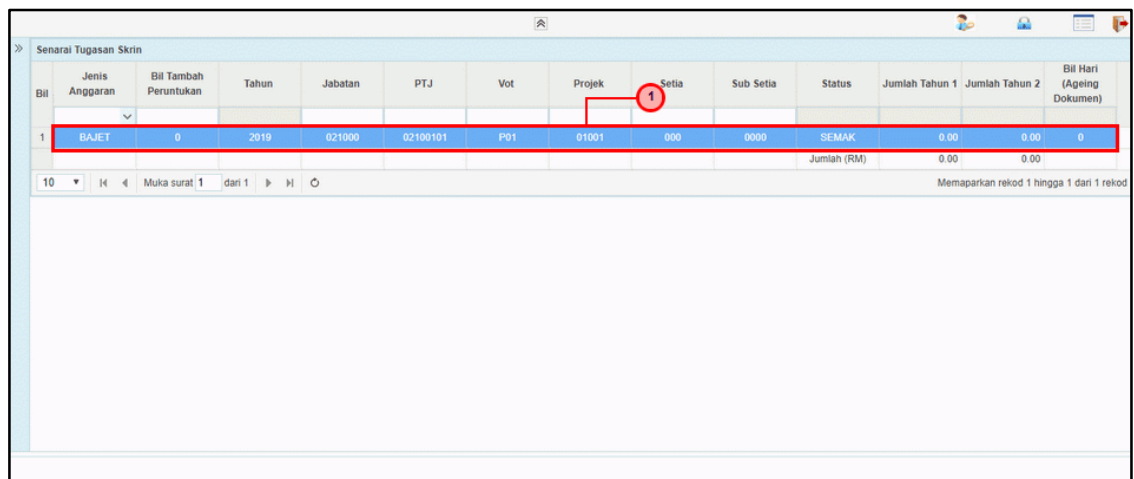 Senarai Tugasan Skrin
Bil Jenis Anggaran Bil Tambah Peruntukan Tahun Jabatan PTJ Vot Projek Setia Sub Setia Status Jumlah Tahun 1 Jumlah Tahun 2 Bil Hari (Ageing Dokumen)
1
1 BAJET 0 2019 021000 02100101 P01 01001 000 0000 SEMAK 0.00 0.00 0
Jumlah (RM) 0.00 0.00
10 Muka surat 1 dari 1 Memaparkan rekod 1 hingga 1 dari 1 rekod